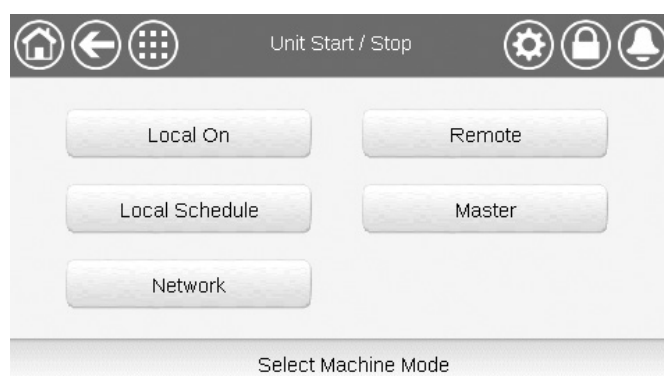 Unit Start / Stop
Local On
Remote
Local Schedule
Master
Network
Select Machine Mode